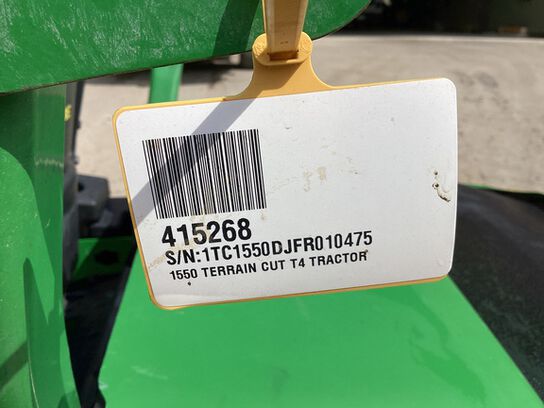 415268
S/N:1TC1550DJFR010475
1550 TERRAIN CUT T4 TRACTOR